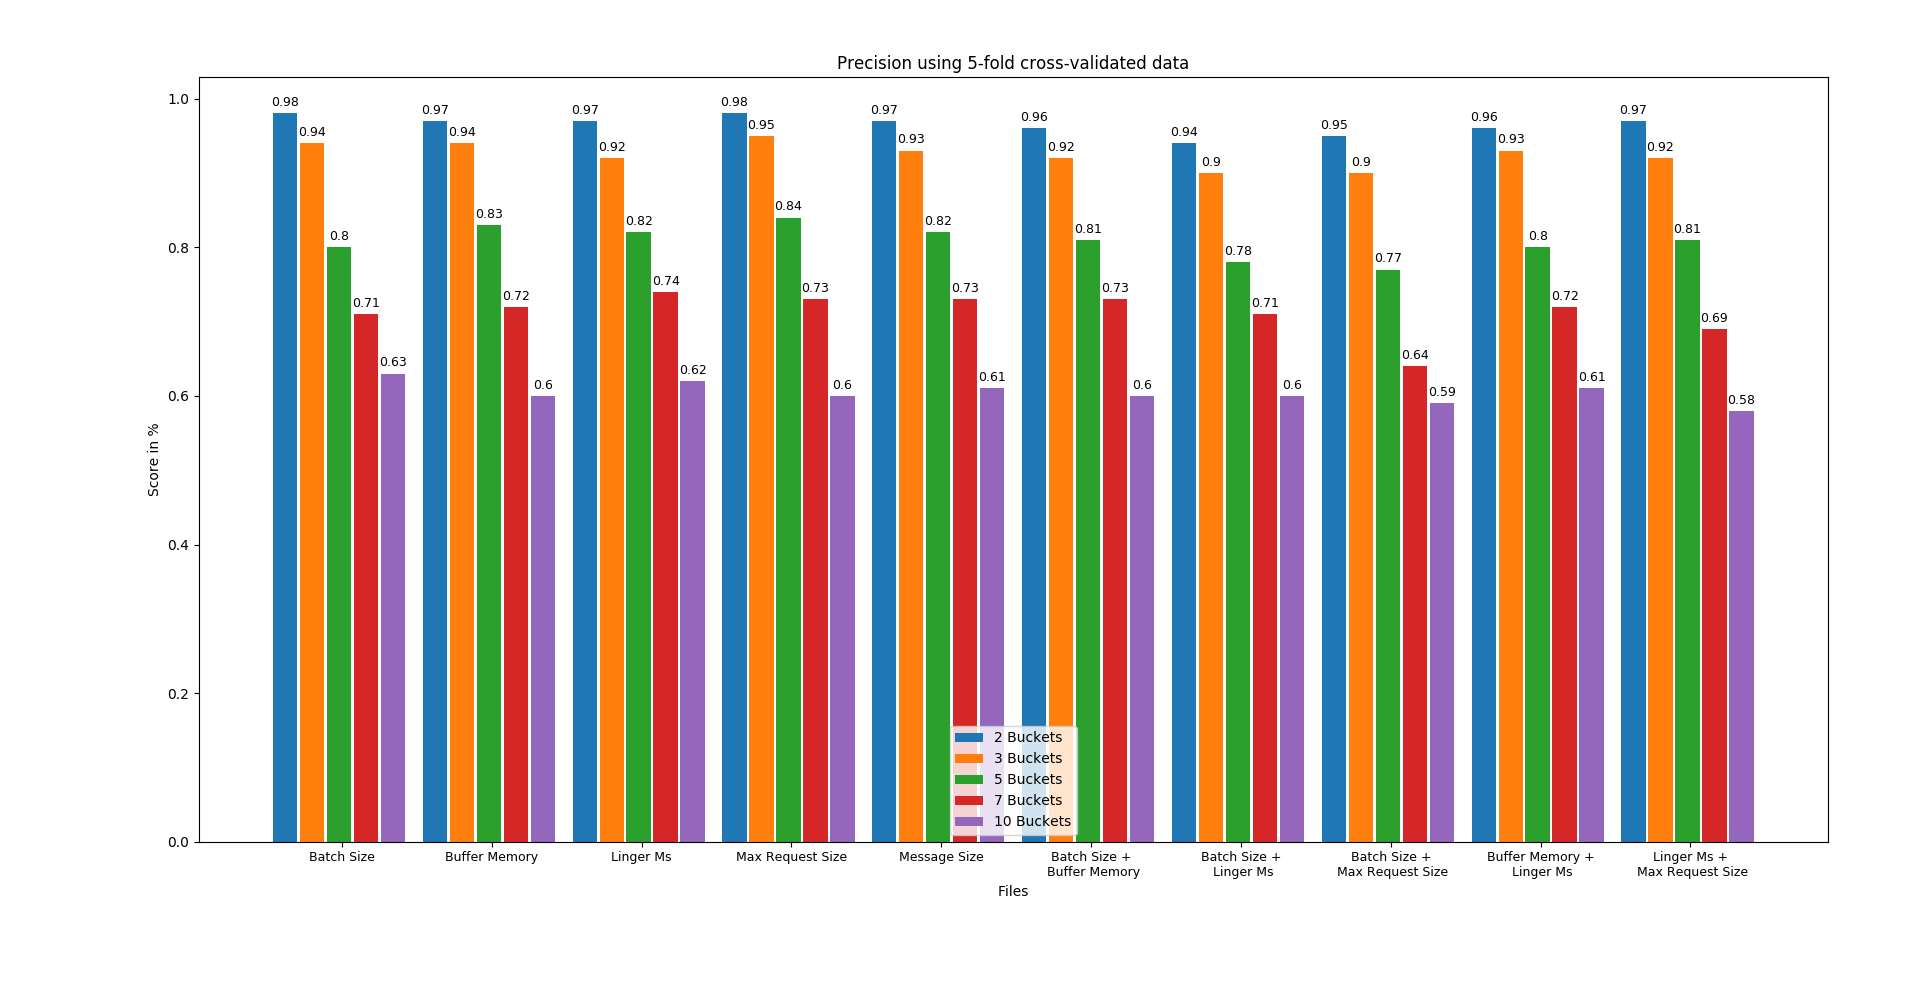 Precision using 5-fold cross-validated data
Score in %
1.0
0.8
0.6
0.4
0.2
0.0
0.98 0.94 0.8 0.71 0.63
0.97 0.94 0.83 0.72 0.6
0.97 0.92 0.82 0.74 0.62
0.98 0.95 0.84 0.73 0.6
0.97 0.93 0.82 0.73 0.61
0.96 0.92 0.81 0.73 0.6
0.94 0.9 0.78 0.71 0.6
0.95 0.9 0.77 0.64 0.59
0.96 0.93 0.8 0.72 0.61
0.97 0.92 0.81 0.69 0.58
2 Buckets
3 Buckets
5 Buckets
7 Buckets
10 Buckets
Batch Size
Buffer Memory
Linger Ms
Max Request Size
Message Size
Batch Size +
Buffer Memory
Batch Size +
Linger Ms
Batch Size +
Max Request Size
Buffer Memory +
Linger Ms
Linger Ms +
Max Request Size
Files